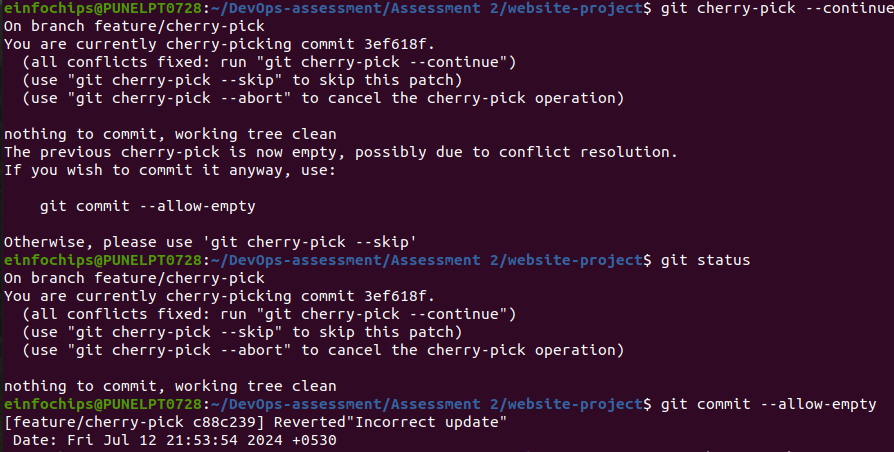 einfochips@PUNELPT0728:~/DevOps-assessment/Assessment 2/website-project$ git cherry-pick --continue
On branch feature/cherry-pick
You are currently cherry-picking commit 3ef618f.
  (all conflicts fixed: run "git cherry-pick --continue")
  (use "git cherry-pick --skip" to skip this patch)
  (use "git cherry-pick --abort" to cancel the cherry-pick operation)

nothing to commit, working tree clean
The previous cherry-pick is now empty, possibly due to conflict resolution.
If you wish to commit it anyway, use:

    git commit --allow-empty

Otherwise, please use 'git cherry-pick --skip'
einfochips@PUNELPT0728:~/DevOps-assessment/Assessment 2/website-project$ git status
On branch feature/cherry-pick
You are currently cherry-picking commit 3ef618f.
  (all conflicts fixed: run "git cherry-pick --continue")
  (use "git cherry-pick --skip" to skip this patch)
  (use "git cherry-pick --abort" to cancel the cherry-pick operation)

nothing to commit, working tree clean
einfochips@PUNELPT0728:~/DevOps-assessment/Assessment 2/website-project$ git commit --allow-empty
[feature/cherry-pick c88c239] Reverted"Incorrect update"
 Date: Fri Jul 12 21:53:54 2024 +0530